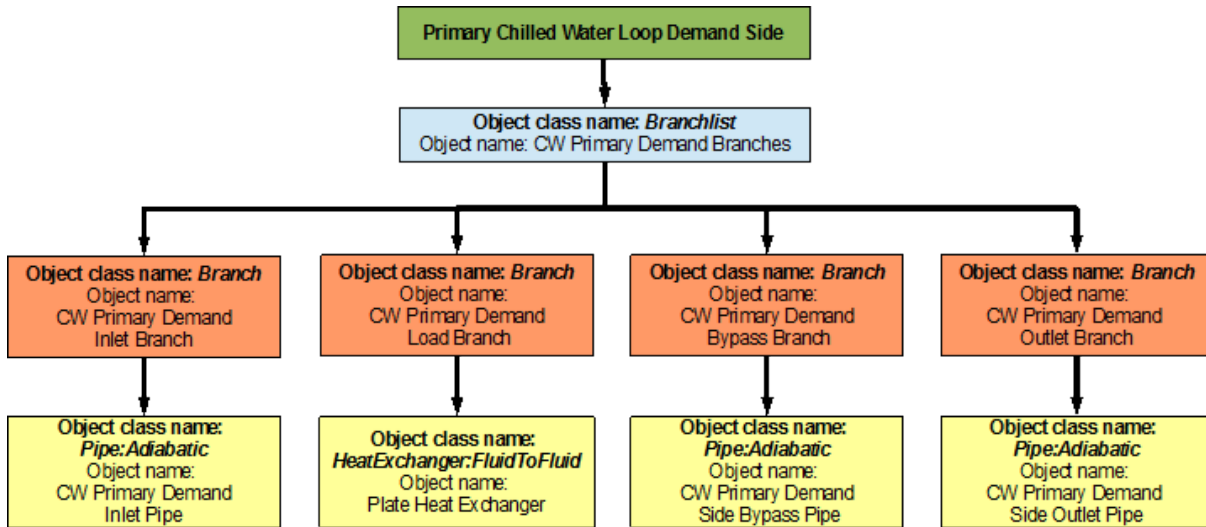 Primary Chilled Water Loop Demand Side
Object class name: Branchlist
Object name: CW Primary Demand Branches
Object class name: Branch
Object name:
CW Primary Demand
Inlet Branch
Object class name: Branch
Object name:
CW Primary Demand
Load Branch
Object class name: Branch
Object name:
CW Primary Demand
Bypass Branch
Object class name: Branch
Object name:
CW Primary Demand
Outlet Branch
Object class name:
Pipe:Adiabatic
Object name:
CW Primary Demand
Inlet Pipe
Object class name:
HeatExchanger:FluidToFluid
Object name:
Plate Heat Exchanger
Object class name:
Pipe:Adiabatic
Object name:
CW Primary Demand
Side Bypass Pipe
Object class name:
Pipe:Adiabatic
Object name:
CW Primary Demand
Side Outlet Pipe